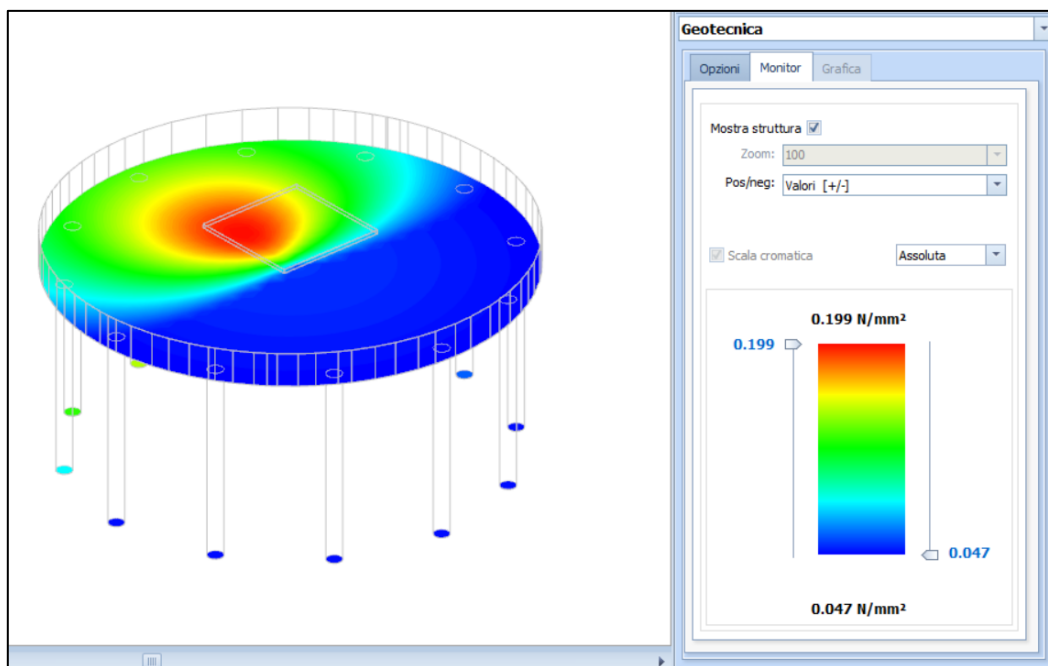 Geotecnica
Opzioni Monitor Grafica
Mostra struttura
Zoom: 100
Pos/neg: Valori [+/-]
Scala cromatica Assoluta
0.199 N/mm²
0.199
0.047
0.047 N/mm²